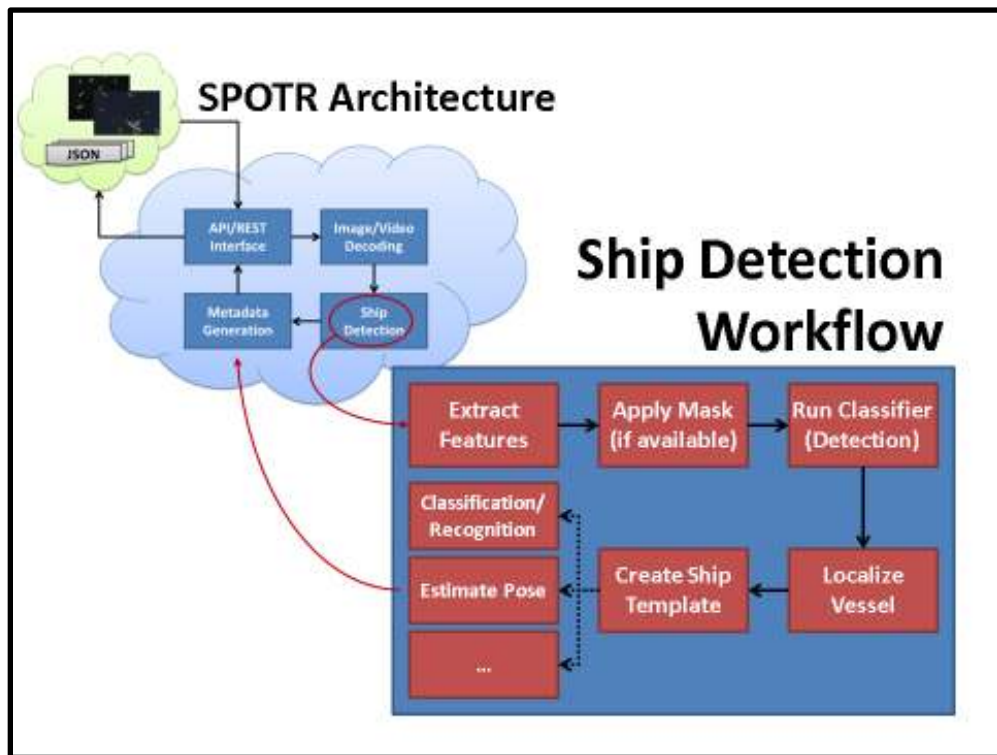 SPOTR Architecture
JSON
API/REST
Interface
Image/Video
Decoding
Metadata
Generation
Ship
Detection
Ship Detection
Workflow
Extract
Features
Apply Mask
(if available)
Run Classifier
(Detection)
Classification/
Recognition
Estimate Pose
...
Create Ship
Template
Localize
Vessel